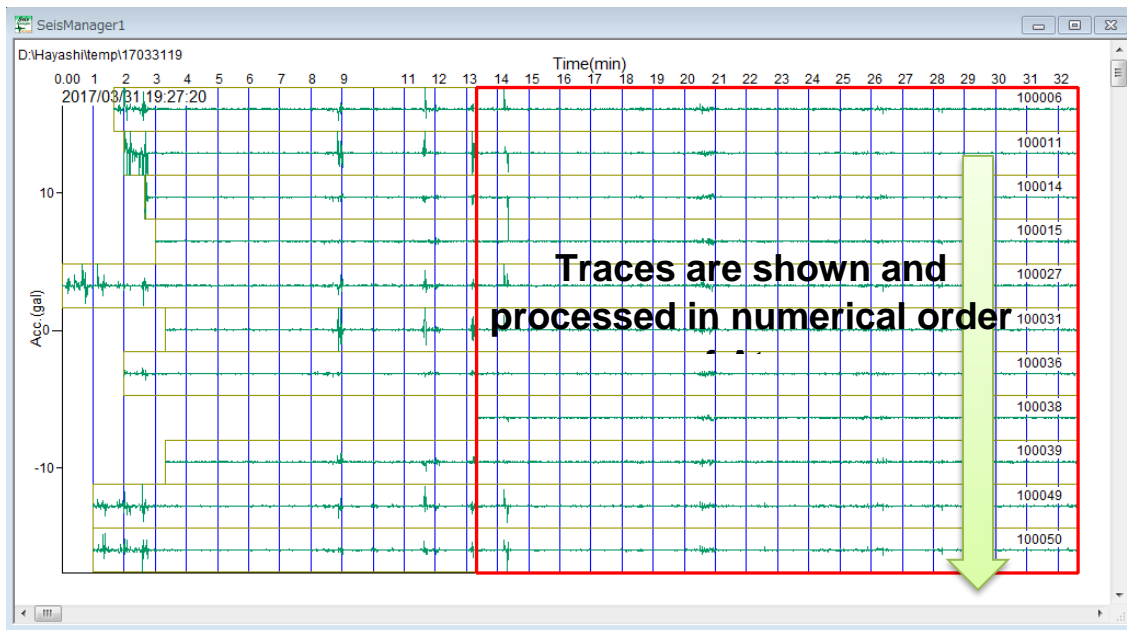 SeisManager1
D:\Hayashi\temp\17033119
Time(min)
0.00 1 2 3 4 5 6 7 8 9 11 12 13 14 15 16 17 18 19 20 21 22 23 24 25 26 27 28 29 30 31 32
2017/03/31 19:27:20
100006
100011
10
100014
100015
Traces are shown and
100027
processed in numerical order
100031
Acc.(gal)
0
100036
100038
100039
-10
100049
100050